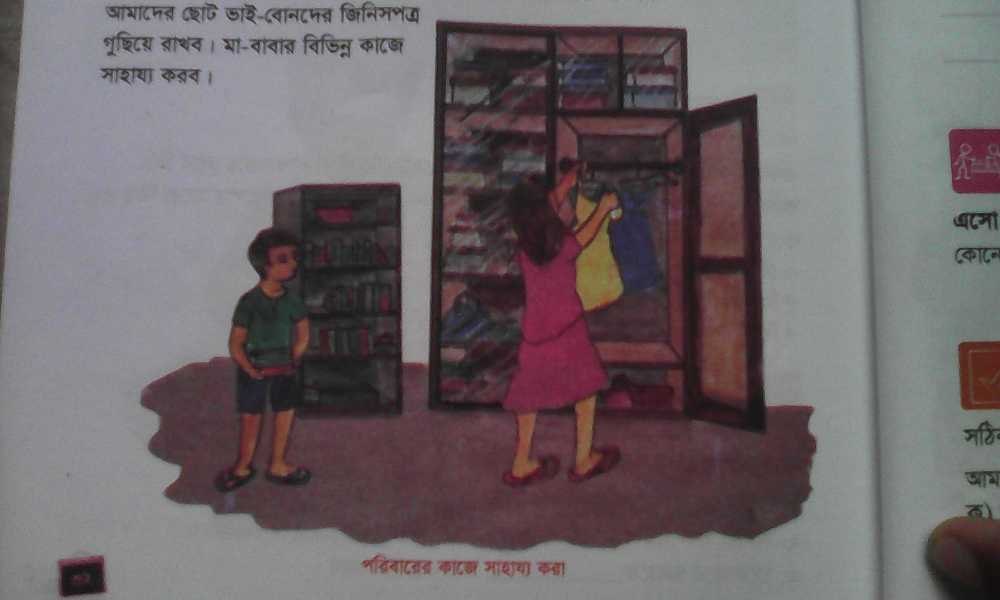 আমাদের ছোট ভাই-বোনদের জিনিসপত্র
গুছিয়ে রাখব। মা-বাবার বিভিন্ন কাজে
সাহায্য করব।
পরিবারের কাজে সাহায্য করা
এসো
সঠিক
আম
ক)